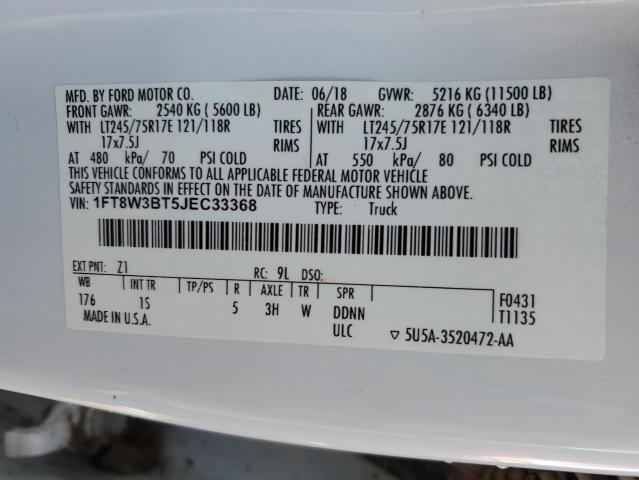 MFD. BY FORD MOTOR CO. DATE: 06/18 GVWR: 5216 KG (11500 LB)
FRONT GAWR: 2540 KG ( 5600 LB) REAR GAWR: 2876 KG ( 6340 LB)
WITH LT245/75R17E 121/118R TIRES WITH LT245/75R17E 121/118R TIRES
17x7.5J RIMS 17x7.5J RIMS
AT 480 kPa/ 70 PSI COLD AT 550 kPa/ 80 PSI COLD
THIS VEHICLE CONFORMS TO ALL APPLICABLE FEDERAL MOTOR VEHICLE
SAFETY STANDARDS IN EFFECT ON THE DATE OF MANUFACTURE SHOWN ABOVE.
VIN: 1FT8W3BT5JEC33368 TYPE: Truck
EXT PNT: Z1 RC: 9L DSO:
WB INT TR TP/PS R AXLE TR SPR F0431
176 1S 5 3H W DDNN T1135
MADE IN U.S.A. ULC ▽ 5U5A-3520472-AA